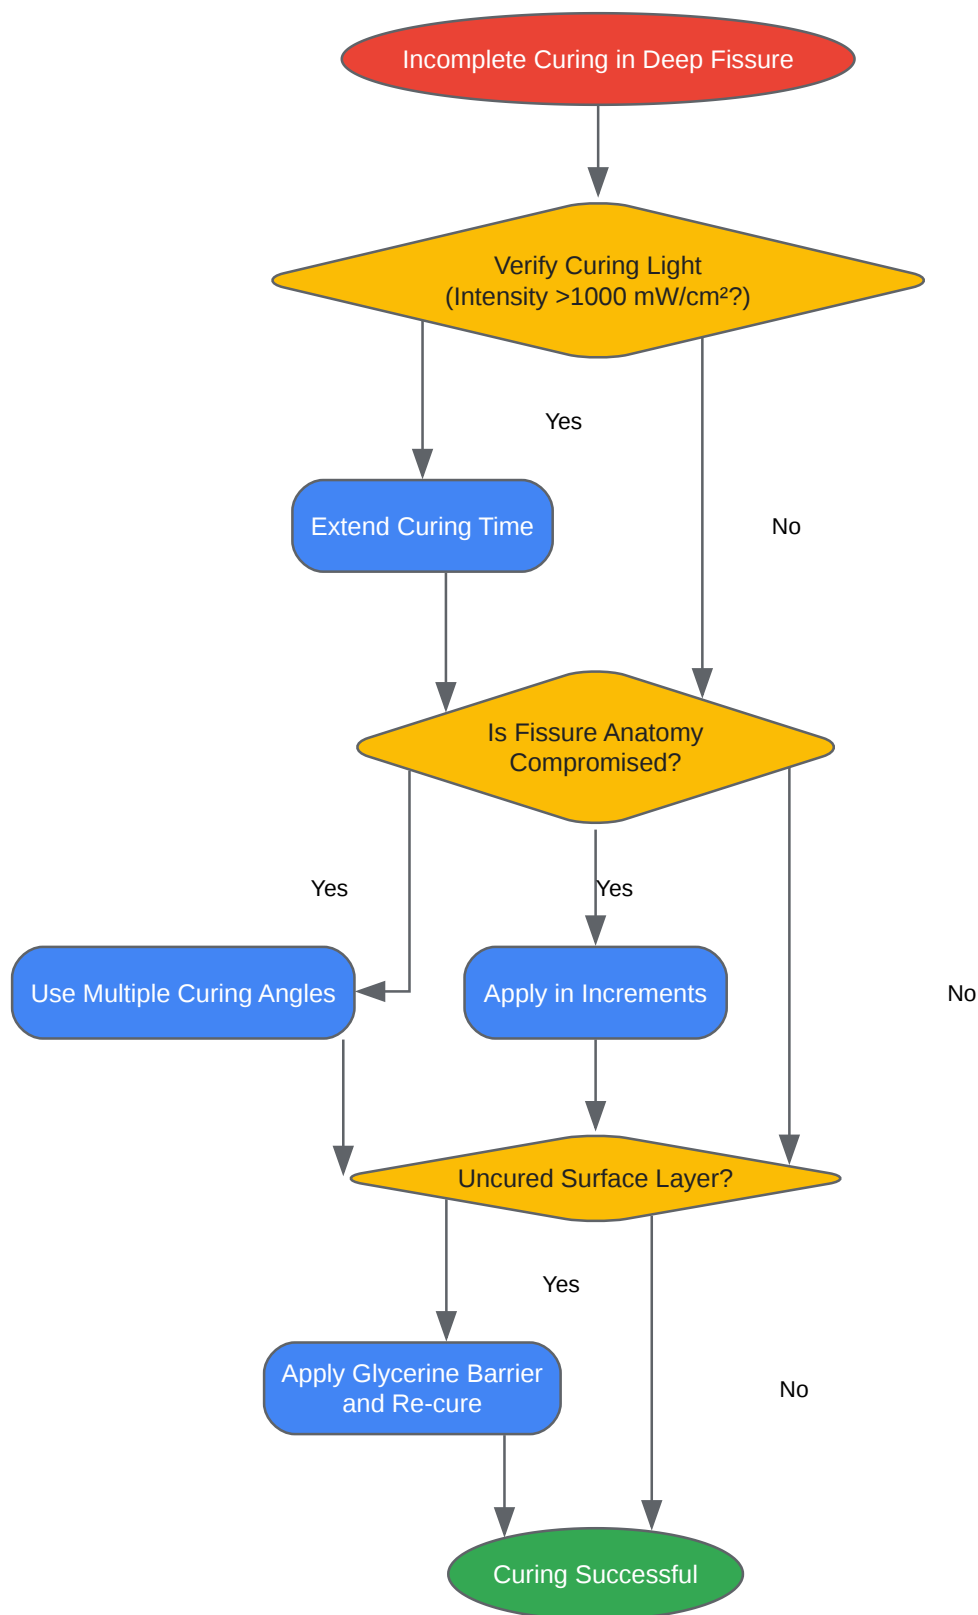 Incomplete Curing in Deep Fissure
Verify Curing Light
(Intensity >1000 mW/cm²?)
Yes
Extend Curing Time
No
Is Fissure Anatomy
Compromised?
Yes
Yes
Use Multiple Curing Angles
Apply in Increments
No
Uncured Surface Layer?
Yes
Apply Glycerine Barrier
and Re-cure
No
Curing Successful